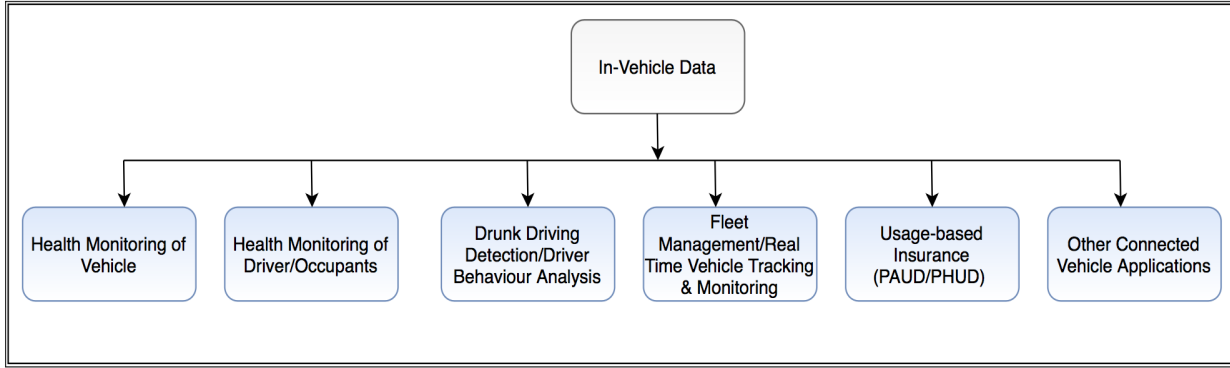 In-Vehicle Data
Health Monitoring of
Vehicle
Health Monitoring of
Driver/Occupants
Drunk Driving
Detection/Driver
Behaviour Analysis
Fleet
Management/Real
Time Vehicle Tracking
& Monitoring
Usage-based
Insurance
(PAUD/PHUD)
Other Connected
Vehicle Applications